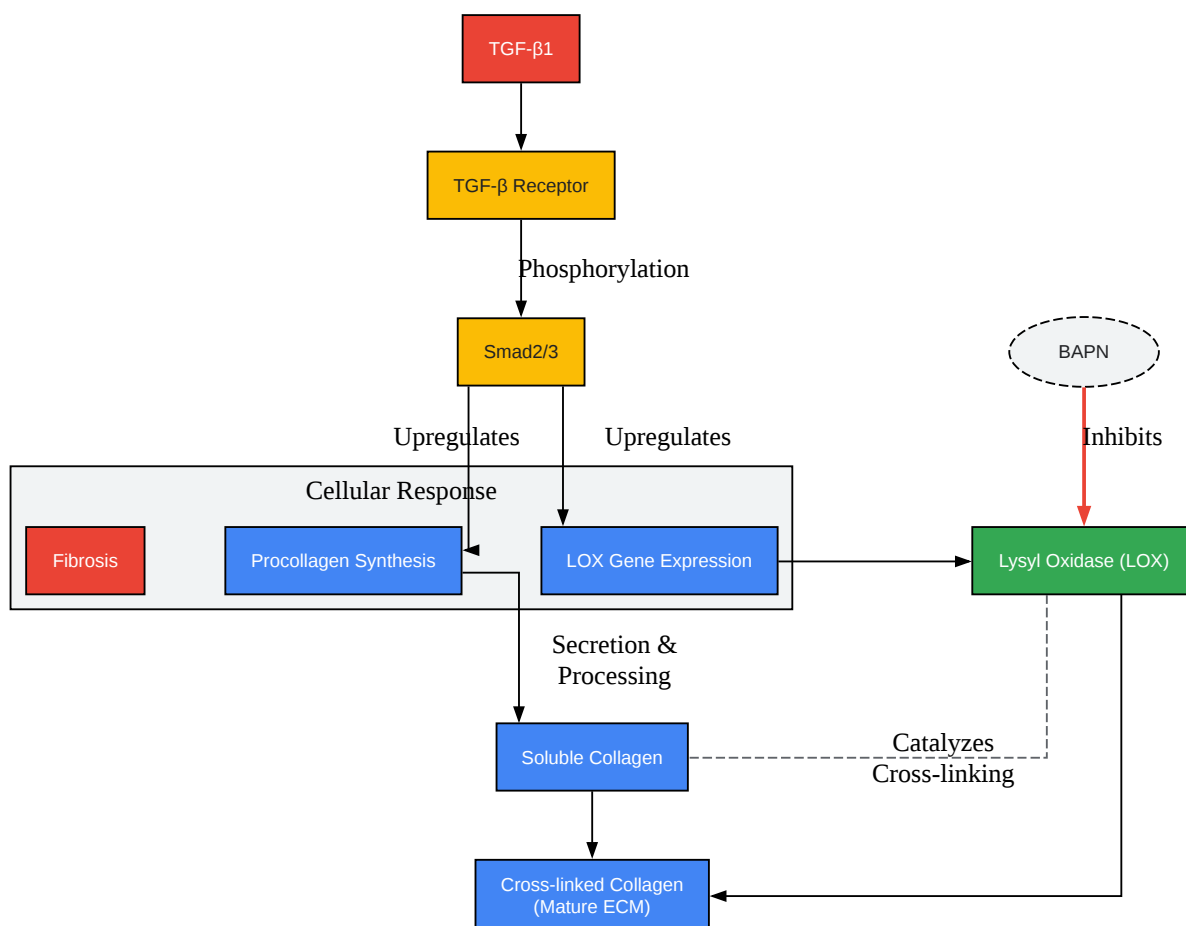 TGF-β1
TGF-β Receptor
Phosphorylation
Smad2/3
BAPN
Upregulates
Upregulates
Inhibits
Cellular Response
Fibrosis
Procollagen Synthesis
LOX Gene Expression
Lysyl Oxidase (LOX)
Secretion &
Processing
Soluble Collagen
Catalyzes
Cross-linking
Cross-linked Collagen
(Mature ECM)